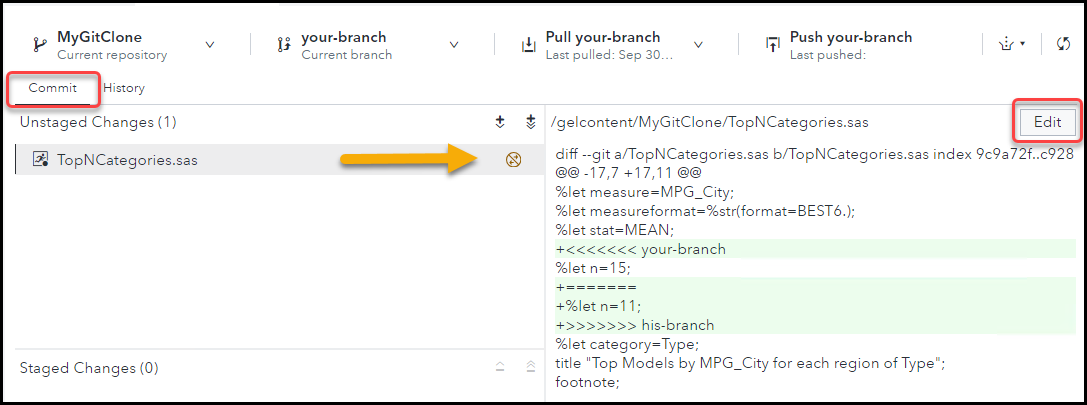 MyGitClone
Current repository
your-branch
Current branch
Pull your-branch
Last pulled: Sep 30...
Push your-branch
Last pushed:
Commit
History
Unstaged Changes (1)
TopNCategories.sas
Staged Changes (0)
/gelcontent/MyGitClone/TopNCategories.sas
Edit
diff --git a/TopNCategories.sas b/TopNCategories.sas index 9c9a72f..c928
@@ -17,7 +17,11 @@
%let measure=MPG_City;
%let measureformat=%str(format=BEST6.);
%let stat=MEAN;
+<<<<<<< your-branch
%let n=15;
+=======
+%let n=11;
+>>>>>>> his-branch
%let category=Type;
title "Top Models by MPG_City for each region of Type";
footnote;